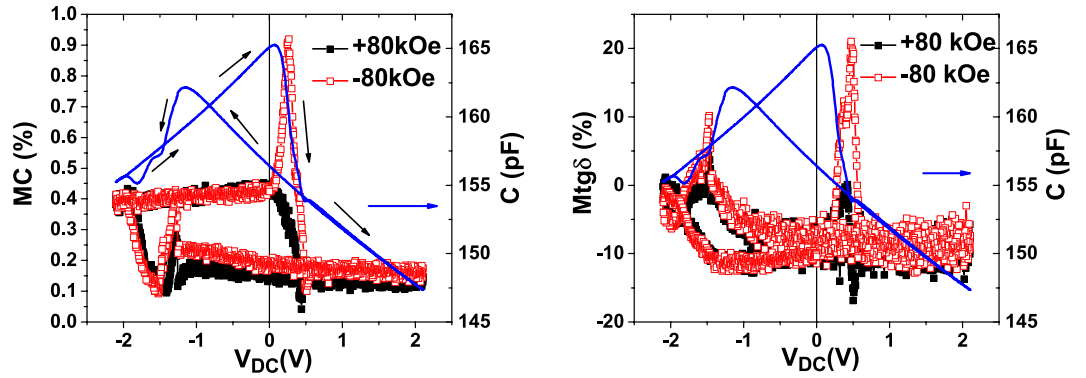 +80kOe
-80kOe
MC (%)
0.9
0.8
0.7
0.6
0.5
0.4
0.3
0.2
0.1
0.0
165
160
155
150
145
C (pF)
-2 -1 0 1 2
V_DC(V)
+80 kOe
-80 kOe
Mtgδ (%)
20
10
0
-10
-20
165
160
155
150
145
C (pF)
-2 -1 0 1 2
V_DC(V)